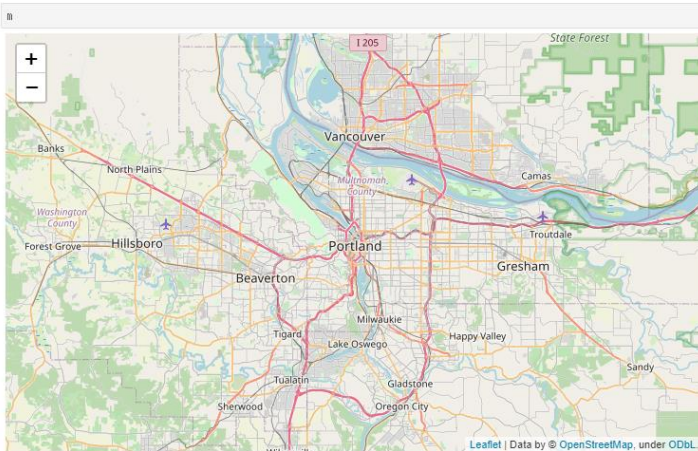 m
I 205
State Forest
+
−
Vancouver
Banks
North Plains
Multnomah
County
Camas
Washington
County
Forest Grove
Hillsboro
Portland
Troutdale
Beaverton
Gresham
Milwaukie
Tigard
Lake Oswego
Happy Valley
Sandy
Tualatin
Gladstone
Sherwood
Oregon City
Leaflet | Data by © OpenStreetMap, under ODbL.